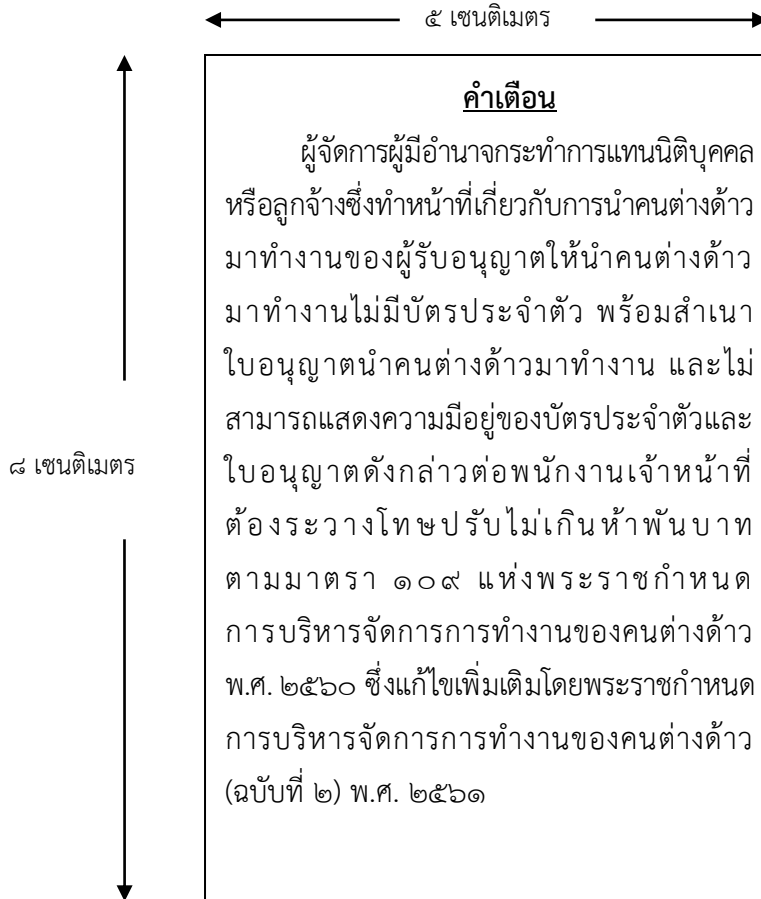 ๕ เซนติเมตร
คำเตือน
ผู้จัดการผู้มีอำนาจกระทำการแทนนิติบุคคล
หรือลูกจ้างซึ่งทำหน้าที่เกี่ยวกับการนำคนต่างด้าว
มาทำงานของผู้รับอนุญาตให้นำคนต่างด้าว
มาทำงานไม่มีบัตรประจำตัว พร้อมสำเนา
ใบอนุญาตนำคนต่างด้าวมาทำงาน และไม่
สามารถแสดงความมีอยู่ของบัตรประจำตัวและ
๘ เซนติเมตร
ใบอนุญาตดังกล่าวต่อพนักงานเจ้าหน้าที่
ต้องระวางโทษปรับไม่เกินห้าพันบาท
ตามมาตรา ๑๐๙ แห่งพระราชกำหนด
การบริหารจัดการการทำงานของคนต่างด้าว
พ.ศ. ๒๕๖๐ ซึ่งแก้ไขเพิ่มเติมโดยพระราชกำหนด
การบริหารจัดการการทำงานของคนต่างด้าว
(ฉบับที่ ๒) พ.ศ. ๒๕๖๑